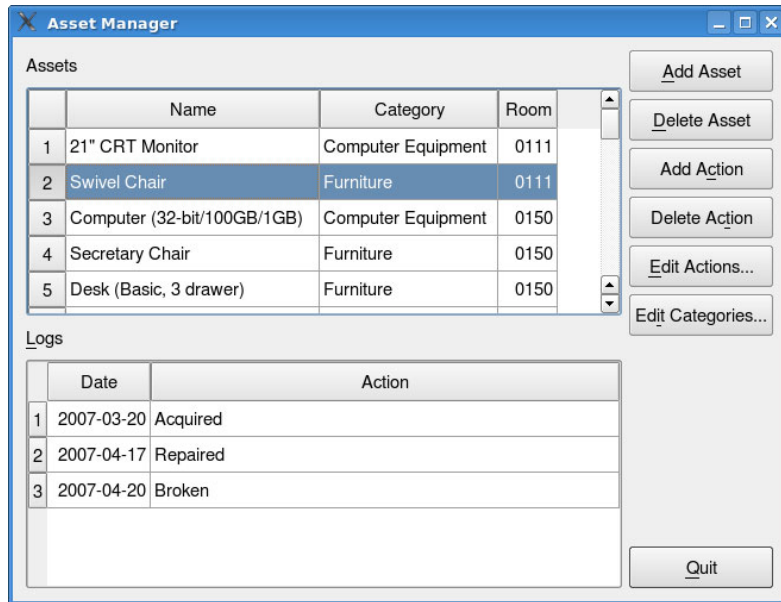 Asset Manager
Assets
Name Category Room
1 21" CRT Monitor Computer Equipment 0111
2 Swivel Chair Furniture 0111
3 Computer (32-bit/100GB/1GB) Computer Equipment 0150
4 Secretary Chair Furniture 0150
5 Desk (Basic, 3 drawer) Furniture 0150
Logs
Date Action
1 2007-03-20 Acquired
2 2007-04-17 Repaired
3 2007-04-20 Broken
Add Asset
Delete Asset
Add Action
Delete Action
Edit Actions...
Edit Categories...
Quit